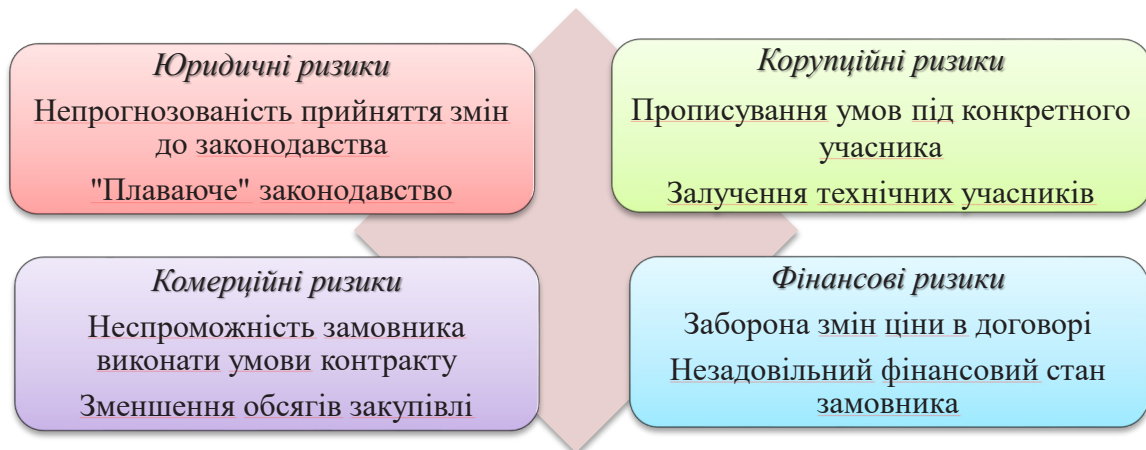 Юридичні ризики
Непрогнозованість прийняття змін
до законодавства
"Плаваюче" законодавство
Корупційні ризики
Прописування умов під конкретного
учасника
Залучення технічних учасників
Комерційні ризики
Неспроможність замовника
виконати умови контракту
Зменшення обсягів закупівлі
Фінансові ризики
Заборона змін ціни в договорі
Незадовільний фінансовий стан
замовника